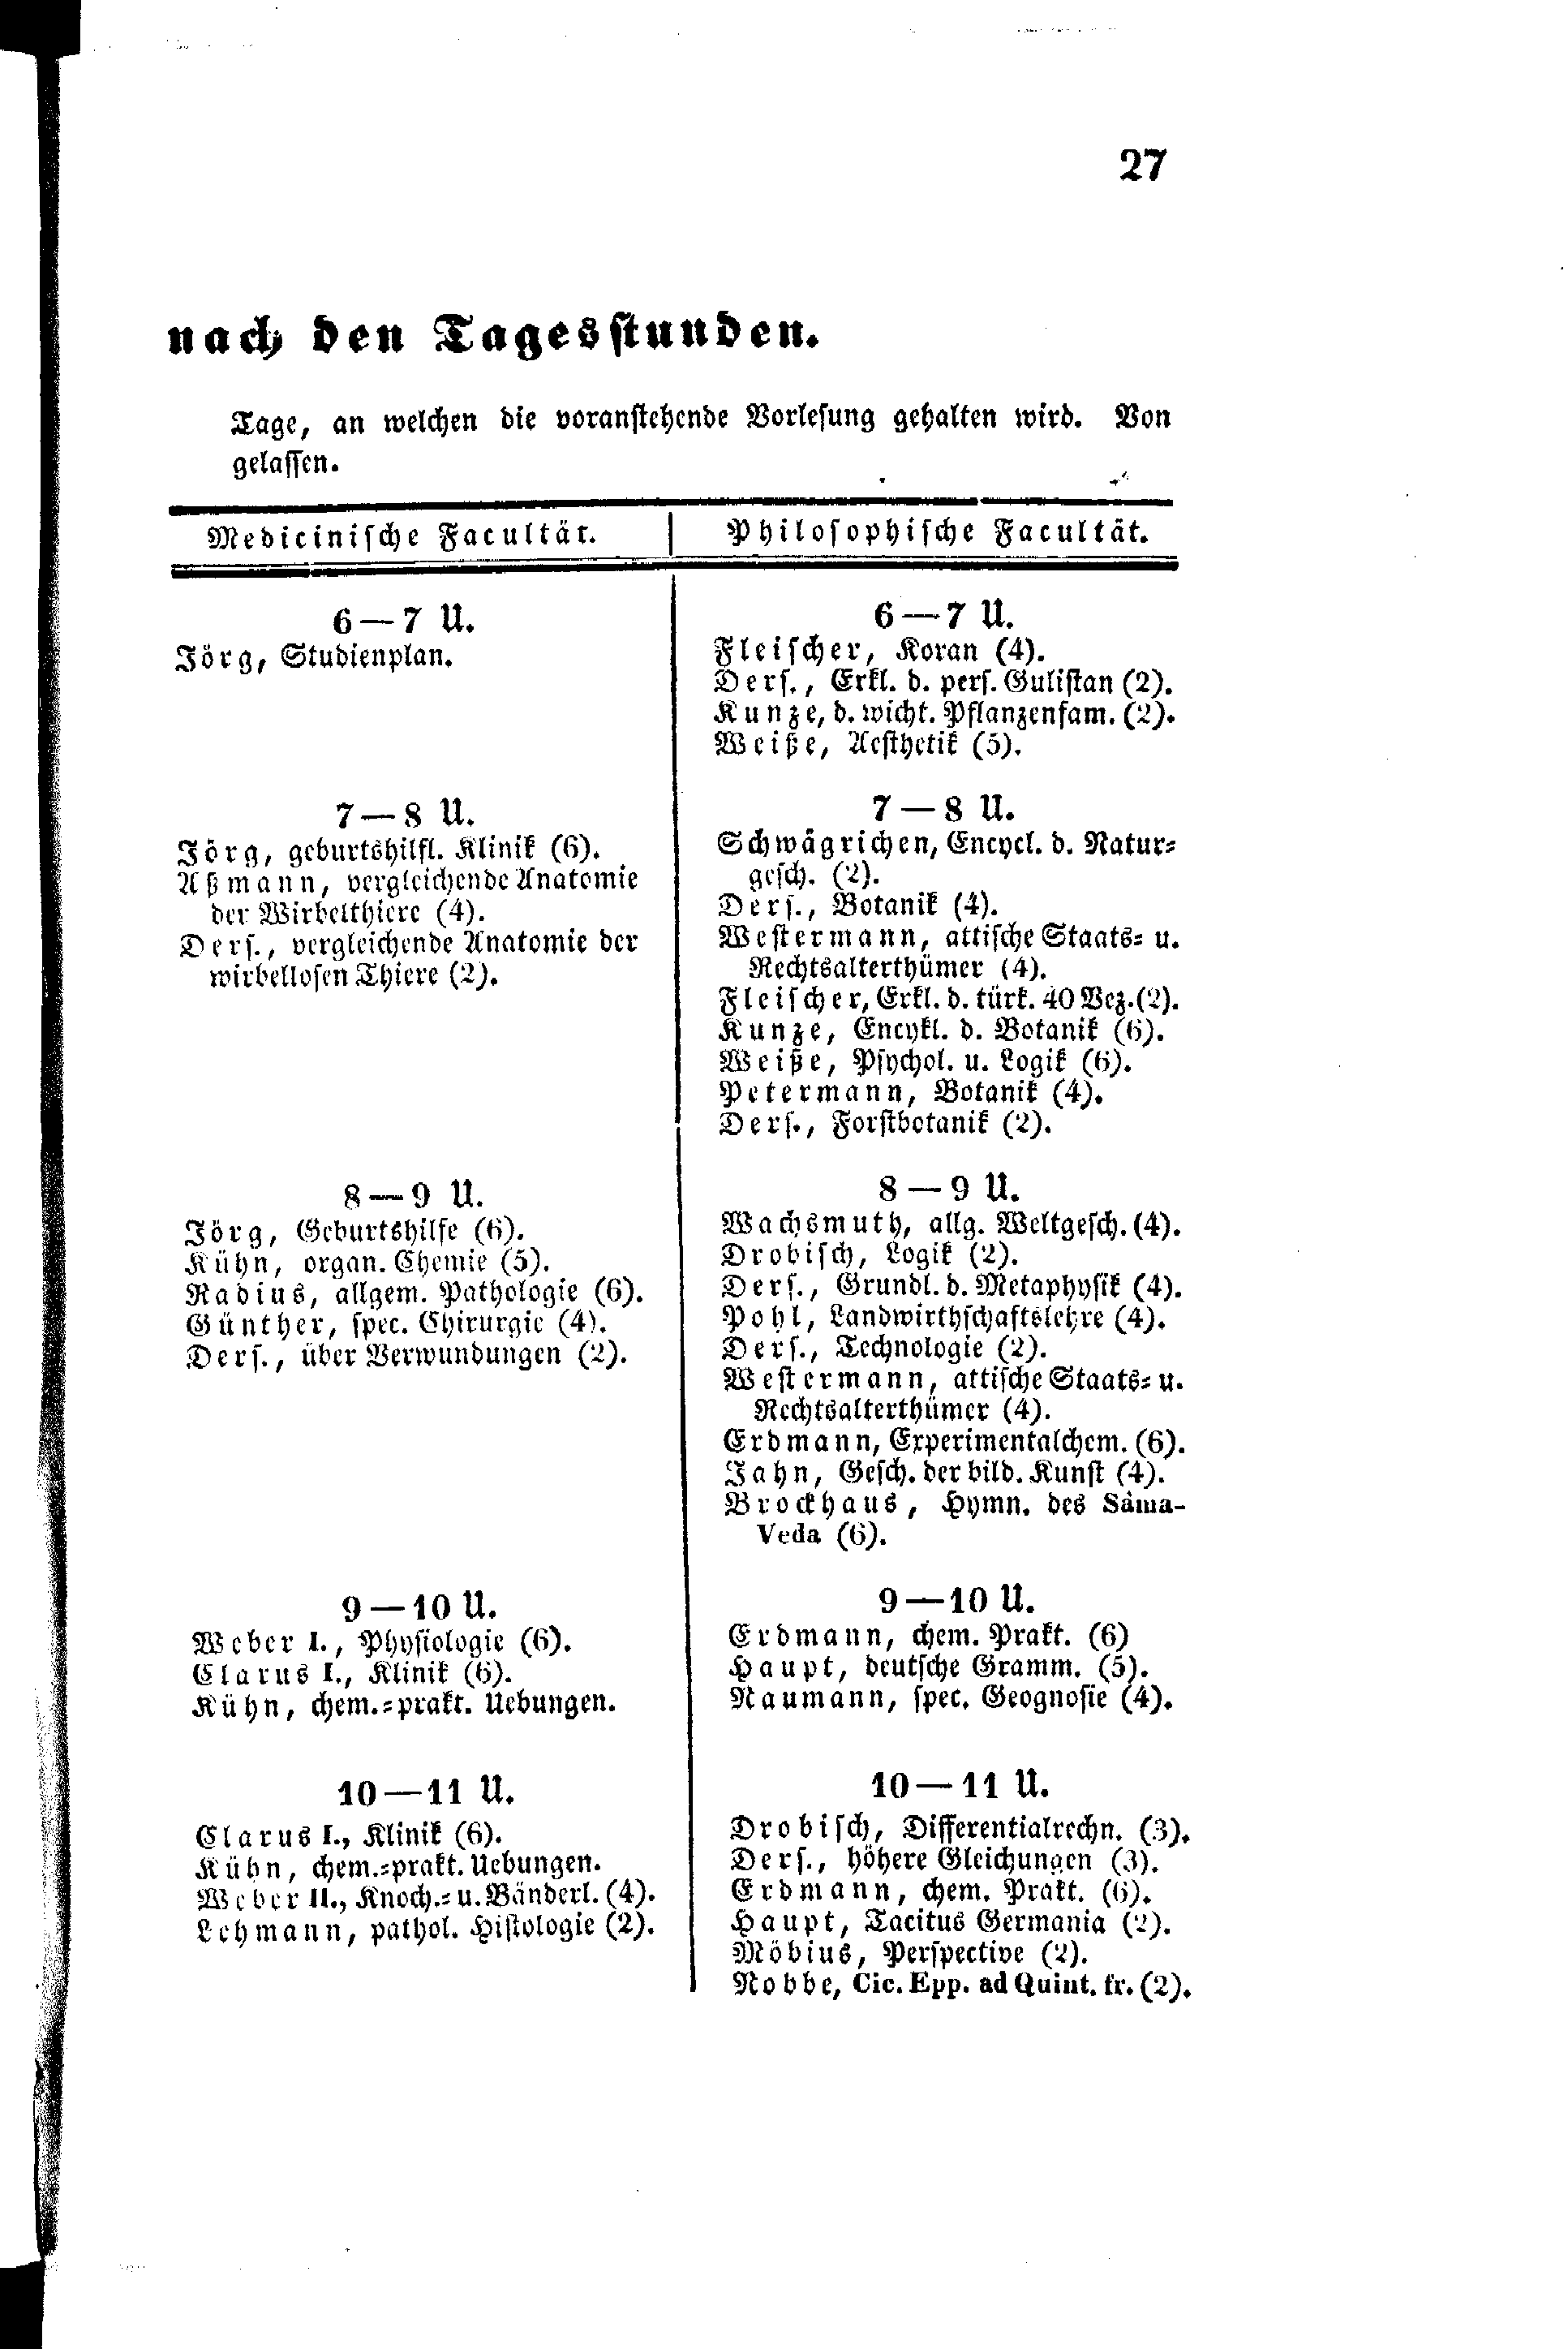 27
nach den Tagesstunden.
Tage, an welchen die voranstehende Vorlesung gehalten wird. Von
gelassen.
Medicinische Facultät.
6—7 U.
Jörg, Studienplan.
7—8 U.
Jörg, geburtshilfl. Klinik (6).
Aßmann, vergleichende Anatomie
der Wirbelthiere (4).
Ders., vergleichende Anatomie der
wirbellosen Thiere (2).
8—9 U.
Jörg, Geburtshilfe (6).
Kühn, organ. Chemie (5).
Radius, allgem. Pathologie (6).
Günther, spec. Chirurgie (4).
Ders., über Verwundungen (2).
9—10 U.
Weber I., Physiologie (6).
Clarus I., Klinik (6).
Kühn, chem.-prakt. Uebungen.
10—11 U.
Clarus I., Klinik (6).
Kühn, chem.-prakt. Uebungen.
Weber II., Knoch.- u. Bänderl. (4).
Lehmann, pathol. Histologie (2).
Philosophische Facultät.
6—7 U.
Fleischer, Koran (4).
Ders., Erkl. d. pers. Gulistan (2).
Kunze, d. wicht. Pflanzenfam. (2).
Weiße, Aesthetik (5).
7—8 U.
Schwägrichen, Encycl. d. Natur-
gesch. (2).
Ders., Botanik (4).
Westermann, attische Staats- u.
Rechtsalterthümer (4).
Fleischer, Erkl. d. türk. 40 Vez. (2).
Kunze, Encykl. d. Botanik (6).
Weiße, Psychol. u. Logik (6).
Petermann, Botanik (4).
Ders., Forstbotanik (2).
8—9 U.
Wachsmuth, allg. Weltgesch. (4).
Drobisch, Logik (2).
Ders., Grundl. d. Metaphysik (4).
Pohl, Landwirthschaftslehre (4).
Ders., Technologie (2).
Westermann, attische Staats- u.
Rechtsalterthümer (4).
Erdmann, Experimentalchem. (6).
Jahn, Gesch. der bild. Kunst (4).
Brockhaus, Hymn. des Sâma-
Veda (6).
9—10 U.
Erdmann, chem. Prakt. (6)
Haupt, deutsche Gramm. (5).
Naumann, spec. Geognosie (4).
10—11 U.
Drobisch, Differentialrechn. (3).
Ders., höhere Gleichungen (3).
Erdmann, chem. Prakt. (6).
Haupt, Tacitus Germania (2).
Möbius, Perspective (2).
Nobbe, Cic. Epp. ad Quint. fr. (2).